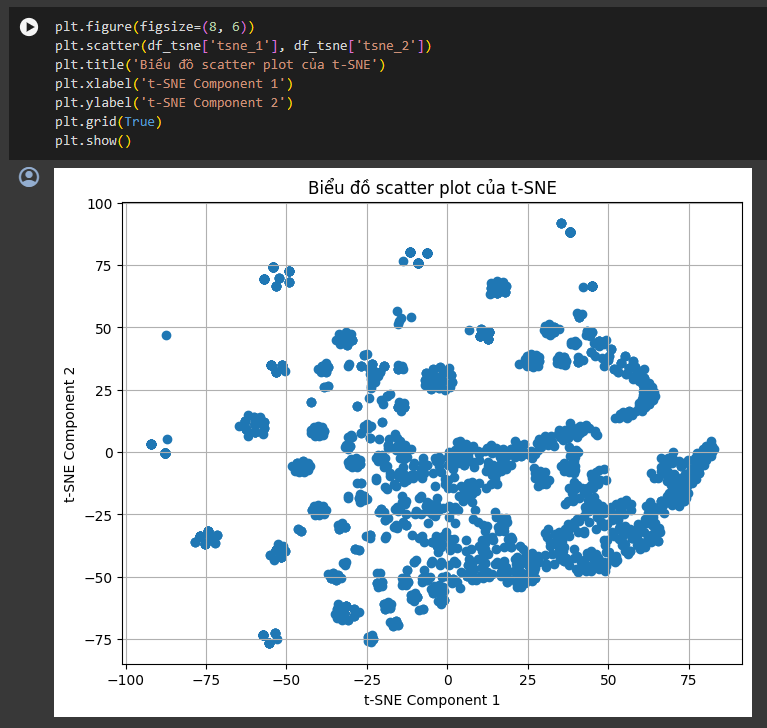 plt.figure(figsize=(8, 6))
plt.scatter(df_tsne['tsne_1'], df_tsne['tsne_2'])
plt.title('Biểu đồ scatter plot của t-SNE')
plt.xlabel('t-SNE Component 1')
plt.ylabel('t-SNE Component 2')
plt.grid(True)
plt.show()
Biểu đồ scatter plot của t-SNE
t-SNE Component 2
100
75
50
25
0
−25
−50
−75
−100
−75
−50
−25
0
25
50
75
t-SNE Component 1